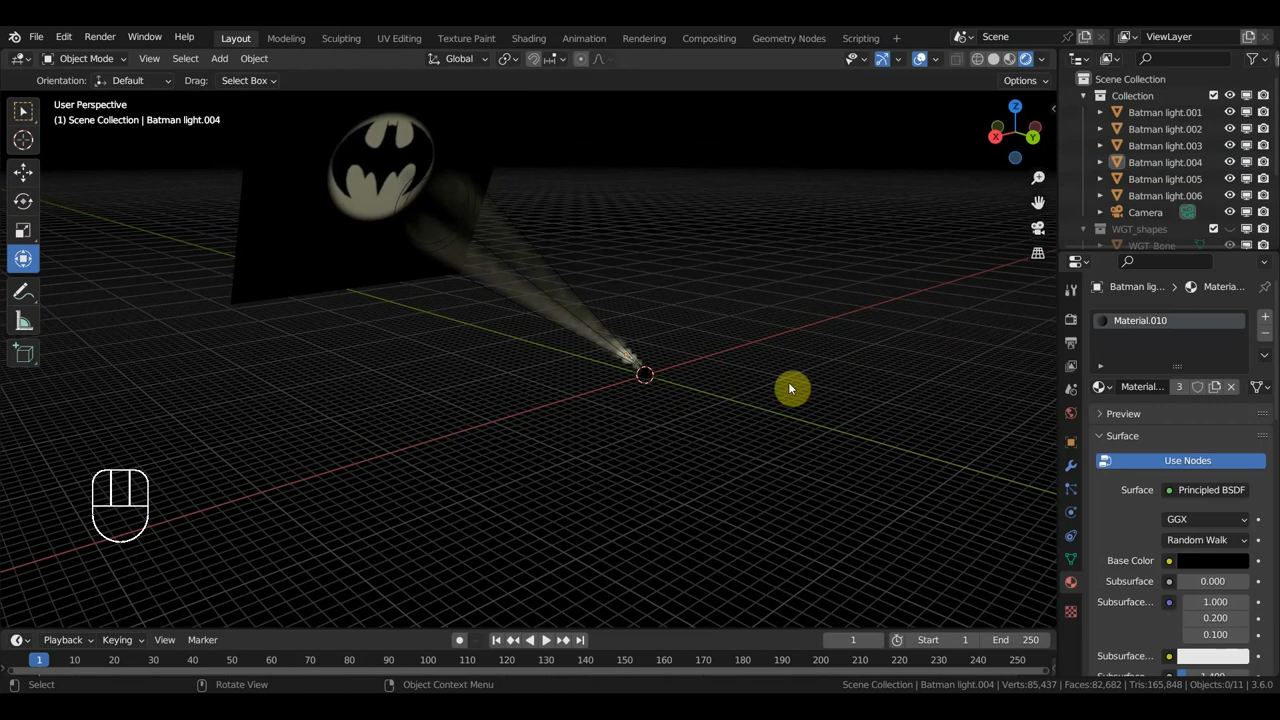 File Edit Render Window Help Layout Modeling Sculpting UV Editing Texture Paint Shading Animation Rendering Compositing Geometry Nodes Scripting + Scene ViewLayer
Object Mode View Select Add Object Global
Orientation: Default Drag: Select Box Options
User Perspective
(1) Scene Collection | Batman light.004
Z
X
Y
Scene Collection
Collection
Batman light.001
Batman light.002
Batman light.003
Batman light.004
Batman light.005
Batman light.006
Camera
WGT_shapes
WGT_Bone
Batman lig... Materia...
Material.010
Material... 3
Preview
Surface
Use Nodes
Surface Principled BSDF
GGX
Random Walk
Base Color
Subsurface 0.000
Subsurface... 1.000
0.200
0.100
Subsurface...
Subsurface... 1.400
Playback Keying View Marker 1 Start 1 End 250
1 10 20 30 40 50 60 70 80 90 100 110 120 130 140 150 160 170 180 190 200 210 220 230 240 250
Select Rotate View Object Context Menu Scene Collection | Batman light.004 | Verts:85,437 | Faces:82,682 | Tris:165,848 | Objects:0/11 | 3.6.0